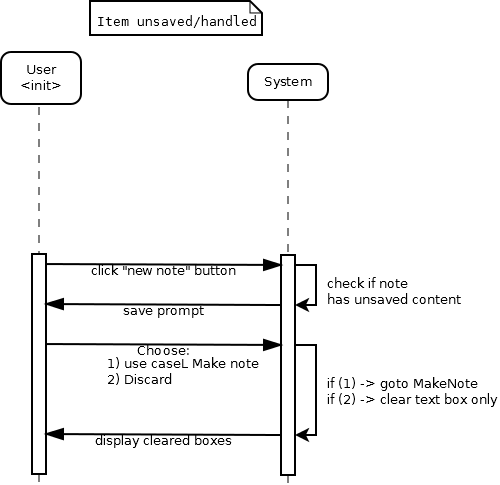 Item unsaved/handled
User
<init>
System
click "new note" button
check if note
has unsaved content
save prompt
Choose:
1) use caseL Make note
2) Discard
if (1) -> goto MakeNote
if (2) -> clear text box only
display cleared boxes